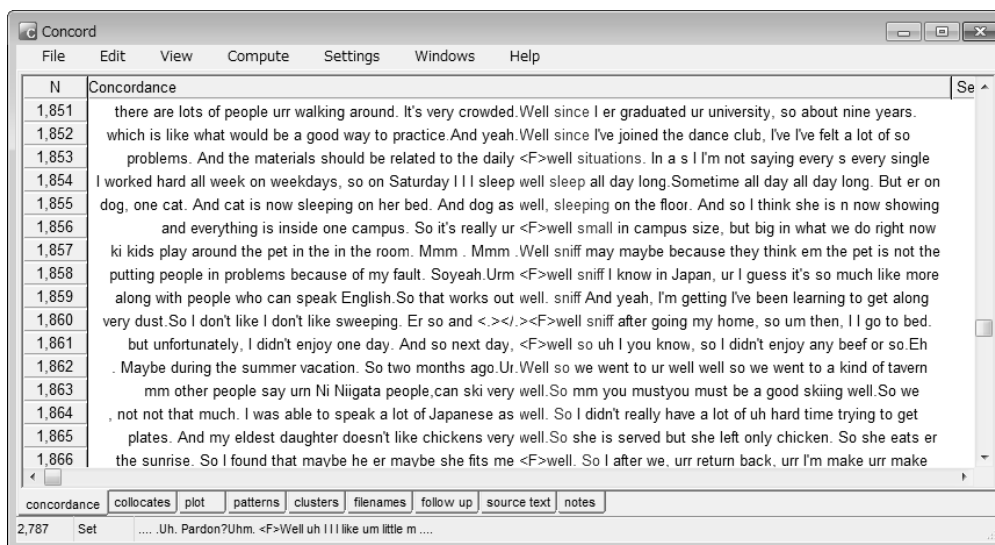 Concord
File Edit View Compute Settings Windows Help
N Concordance Se
1,851 there are lots of people urr walking around. It's very crowded.Well since I er graduated ur university, so about nine years.
1,852 which is like what would be a good way to practice.And yeah.Well since I've joined the dance club, I've I've felt a lot of so
1,853 problems. And the materials should be related to the daily <F>well situations. In a s I I'm not saying every s every single
1,854 I worked hard all week on weekdays, so on Saturday I I I sleep well sleep all day long.Sometime all day all day long. But er on
1,855 dog, one cat. And cat is now sleeping on her bed. And dog as well, sleeping on the floor. And so I think she is n now showing
1,856 and everything is inside one campus. So it's really ur <F>well small in campus size, but big in what we do right now
1,857 ki kids play around the pet in the in the room. Mmm . Mmm .Well sniff may maybe because they think em the pet is not the
1,858 putting people in problems because of my fault. Soyeah.Urm <F>well sniff I know in Japan, ur I guess it's so much like more
1,859 along with people who can speak English.So that works out well. sniff And yeah, I'm getting I've been learning to get along
1,860 very dust.So I don't like I don't like sweeping. Er so and <.></.><F>well sniff after going my home, so um then, I I go to bed.
1,861 but unfortunately, I didn't enjoy one day. And so next day, <F>well so uh I you know, so I didn't enjoy any beef or so.Eh
1,862 . Maybe during the summer vacation. So two months ago.Ur.Well so we went to ur well well so we went to a kind of tavern
1,863 mm other people say urn Ni Niigata people,can ski very well.So mm you mustyou must be a good skiing well.So we
1,864 , not not that much. I was able to speak a lot of Japanese as well. So I didn't really have a lot of uh hard time trying to get
1,865 plates. And my eldest daughter doesn't like chickens very well.So she is served but she left only chicken. So she eats er
1,866 the sunrise. So I found that maybe he er maybe she fits me <F>well. So I after we, urr return back, urr I'm make urr make
concordance collocates plot patterns clusters filenames follow up source text notes
2,787 Set .... .Uh. Pardon?Uhm. <F>Well uh I I I like um little m ....